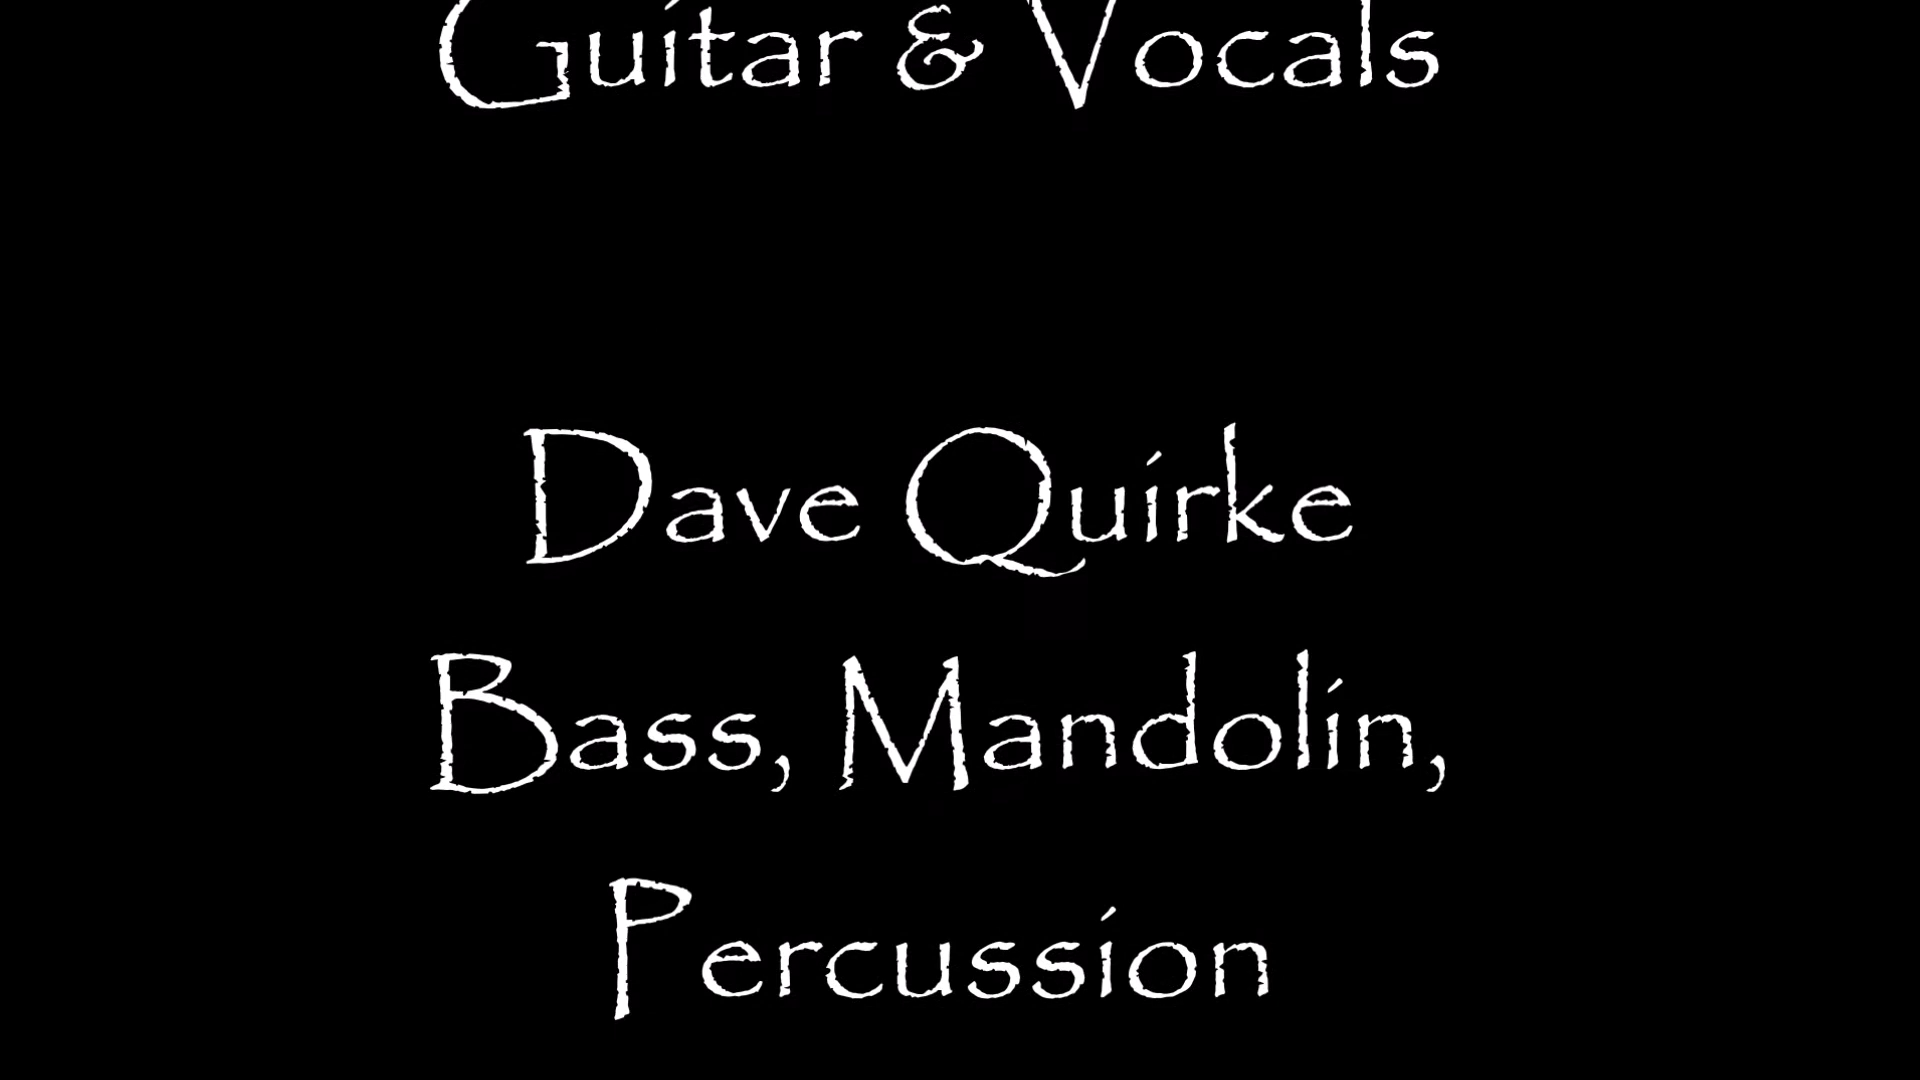 Guitar & Vocals
Dave Quirke
Bass, Mandolin,
Percussion